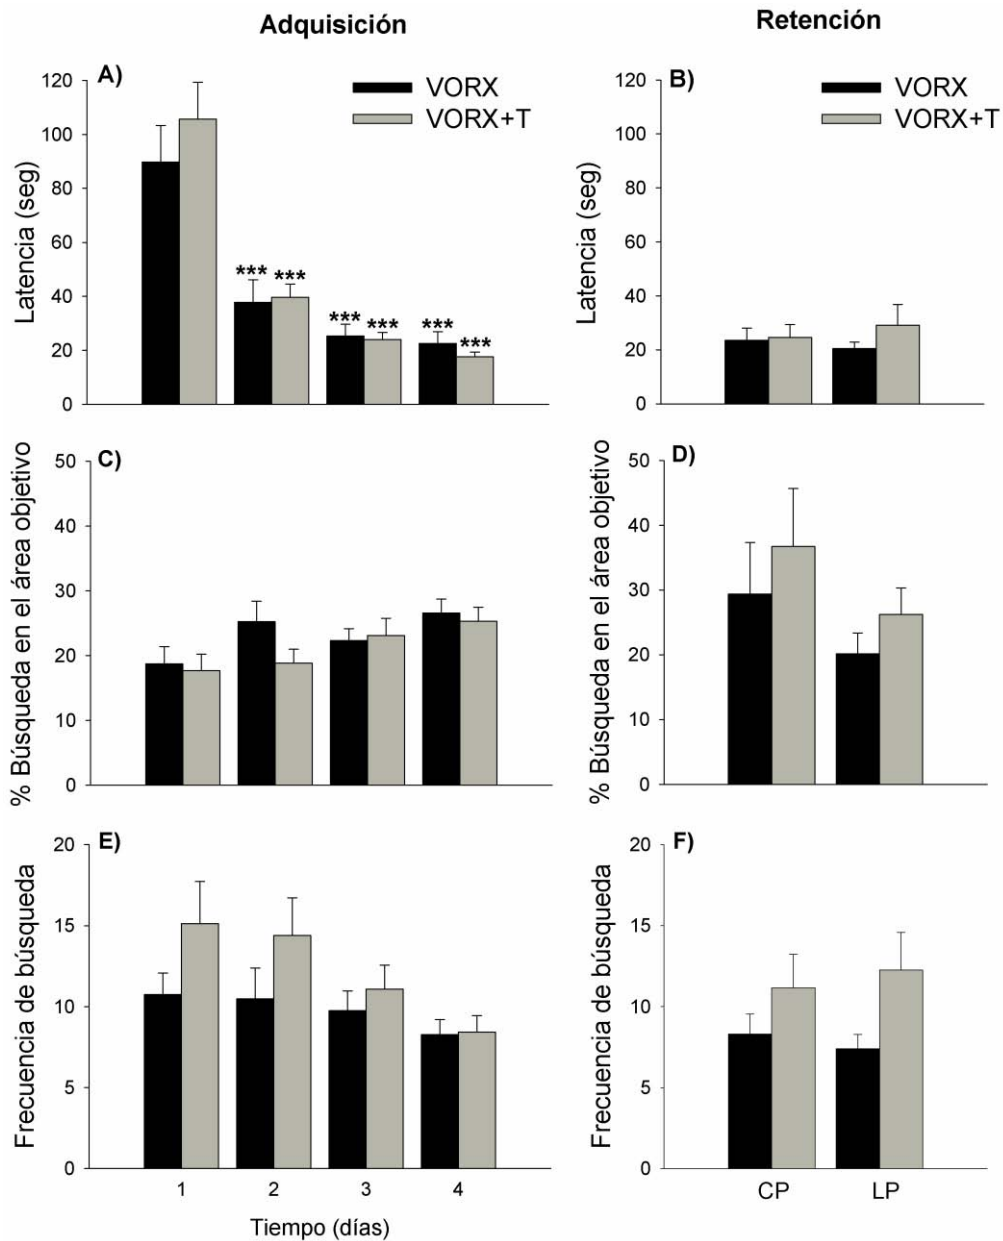 Adquisición
Retención
A)
VORX
VORX+T
Latencia (seg)
120
100
80
60
40
20
0
*** ***
*** ***
*** ***
B)
VORX
VORX+T
Latencia (seg)
120
100
80
60
40
20
0
C)
% Búsqueda en el área objetivo
50
40
30
20
10
0
D)
% Búsqueda en el área objetivo
50
40
30
20
10
0
E)
Frecuencia de búsqueda
20
15
10
5
0
1 2 3 4
Tiempo (días)
F)
Frecuencia de búsqueda
20
15
10
5
0
CP LP